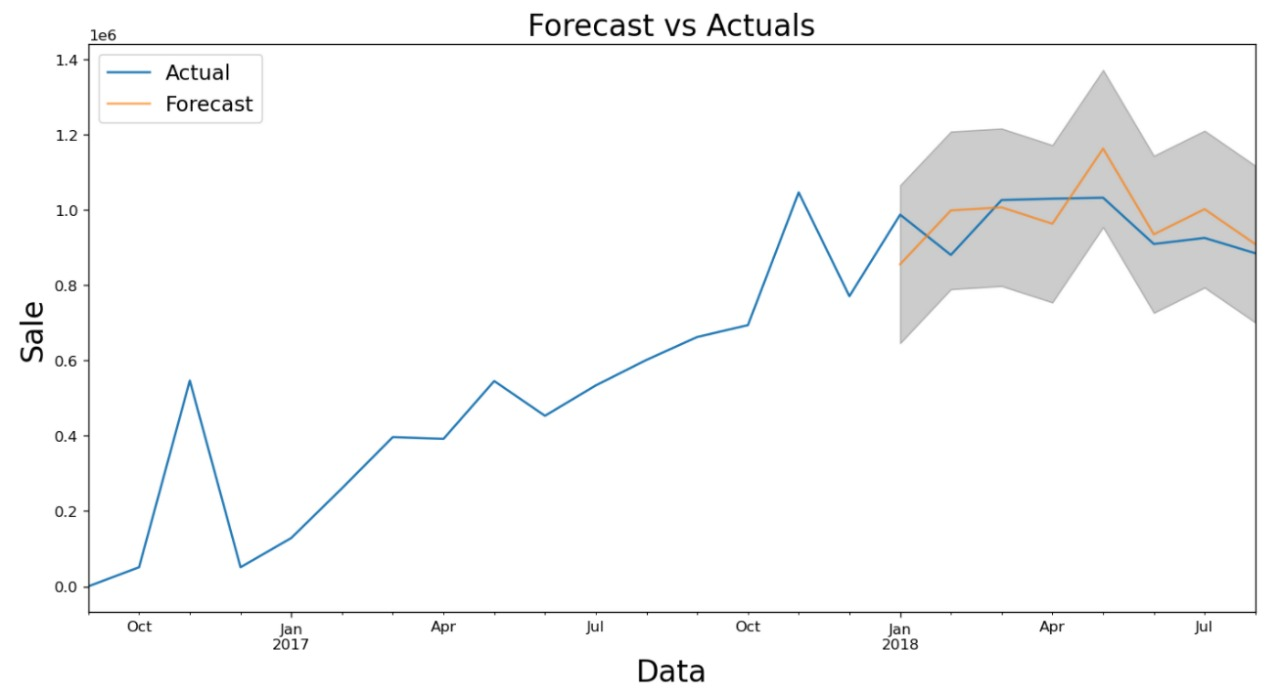 Forecast vs Actuals
1e6
Actual
Forecast
1.4
1.2
1.0
0.8
0.6
0.4
0.2
0.0
Sale
Oct
Jan
2017
Apr
Jul
Oct
Jan
2018
Apr
Jul
Data